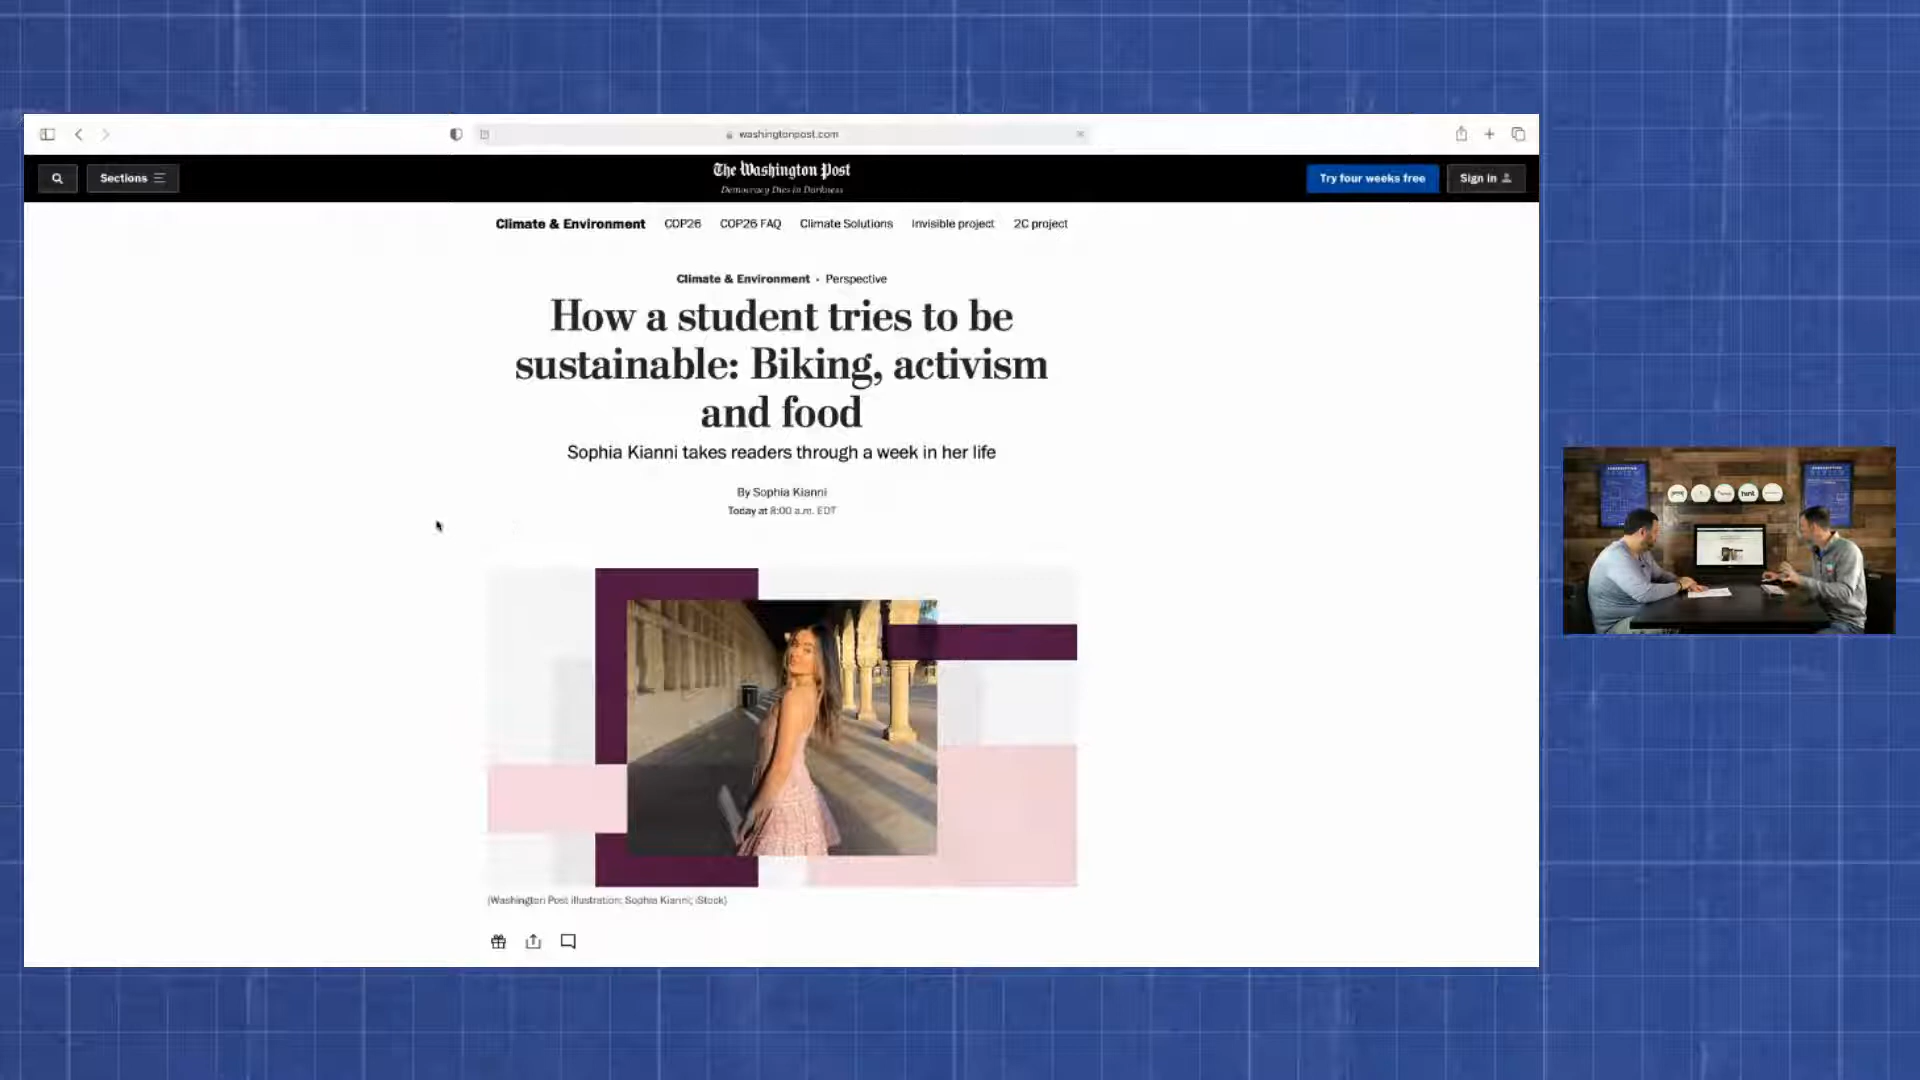 washingtonpost.com
Sections
The Washington Post
Democracy Dies in Darkness
Try four weeks free
Sign in
Climate & Environment COP26 COP26 FAQ Climate Solutions Invisible project 2C project
Climate & Environment • Perspective
How a student tries to be
sustainable: Biking, activism
and food
Sophia Kianni takes readers through a week in her life
By Sophia Kianni
Today at 8:00 a.m. EDT
(Washington Post illustration; Sophia Kianni; iStock)